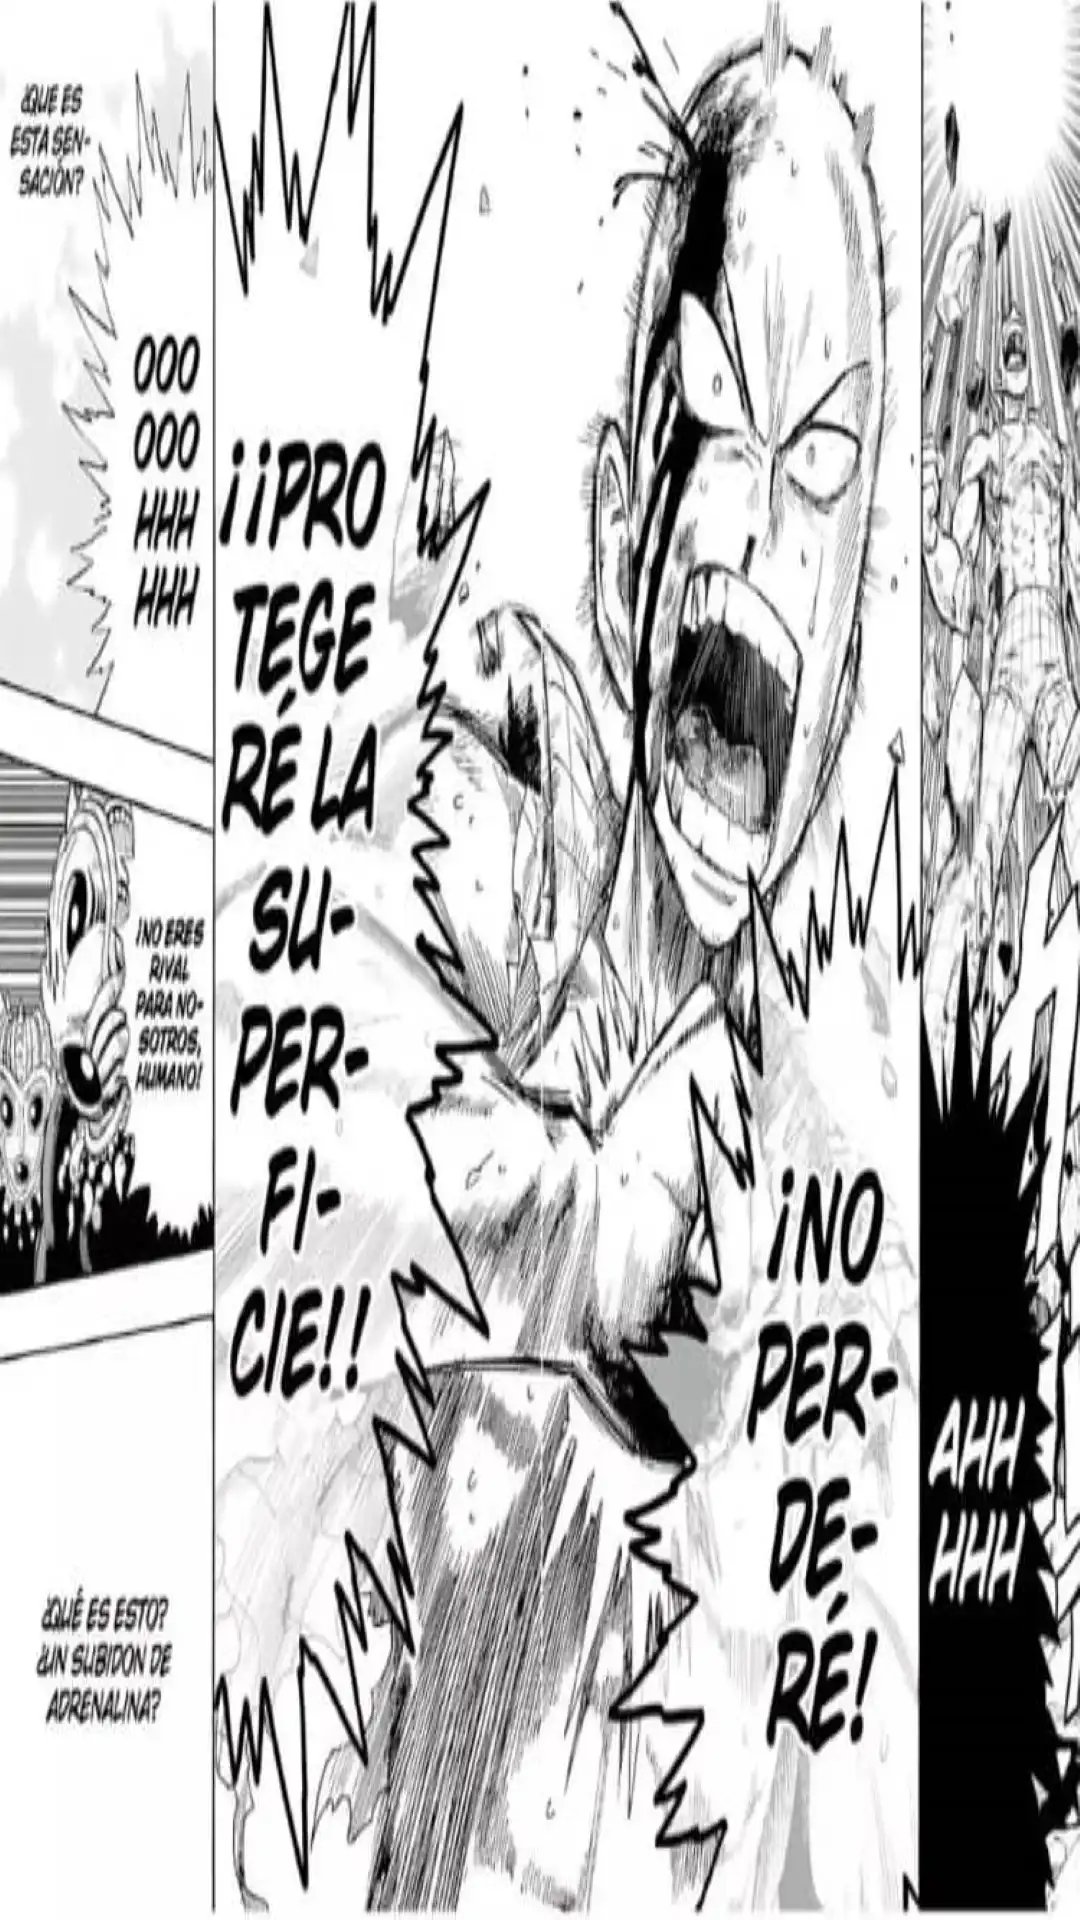 AHH
HHH
¡NO
PER-
DE-
RÉ!
¡¡PRO
TEGE
RÉ LA
SU-
PER-
FI-
CIE!!
OOO
OOO
HHH
HHH
¿QUE ES
ESTA SEN-
SACIÓN?
¡NO ERES
RIVAL
PARA NO-
SOTROS,
HUMANO!
¿QUÉ ES ESTO?
¿UN SUBIDON DE
ADRENALINA?